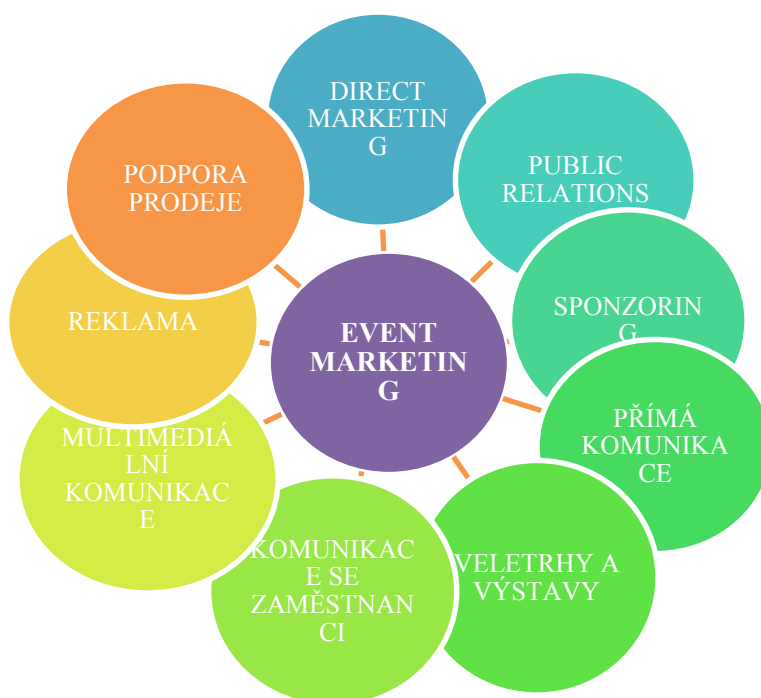 DIRECT
MARKETIN
G
PUBLIC
RELATIONS
SPONZORIN
G
PŘÍMÁ
KOMUNIKA
CE
VELETRHY A
VÝSTAVY
KOMUNIKAC
E SE
ZAMĚSTNAN
CI
MULTIMEDIÁ
LNÍ
KOMUNIKAC
E
REKLAMA
PODPORA
PRODEJE
EVENT
MARKETIN
G